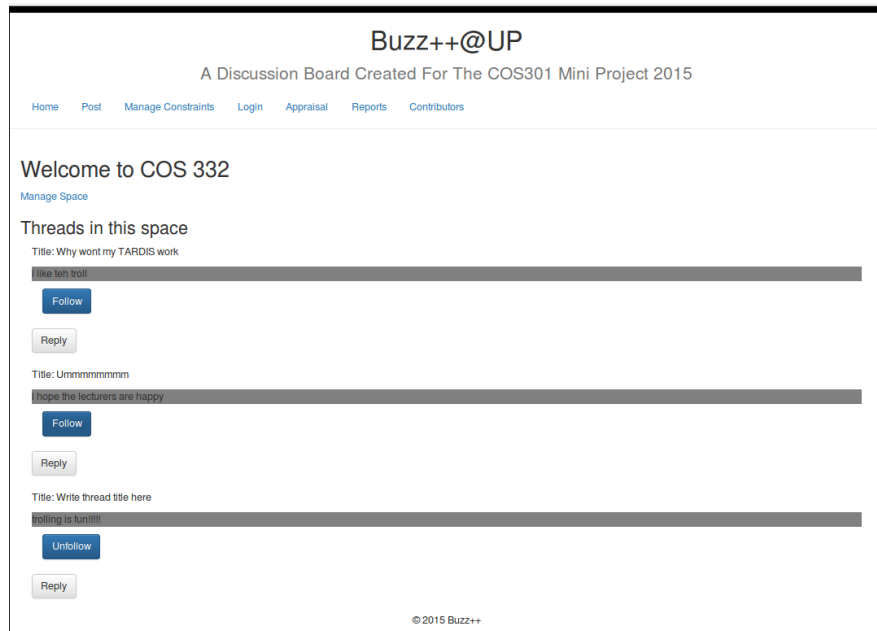 Buzz++@UP
A Discussion Board Created For The COS301 Mini Project 2015
Home Post Manage Constraints Login Appraisal Reports Contributors
Welcome to COS 332
Manage Space
Threads in this space
Title: Why wont my TARDIS work
i like teh troll
Follow
Reply
Title: Ummmmmmmm
i hope the lecturers are happy
Follow
Reply
Title: Write thread title here
trolling is fun!!!!!
Unfollow
Reply
© 2015 Buzz++